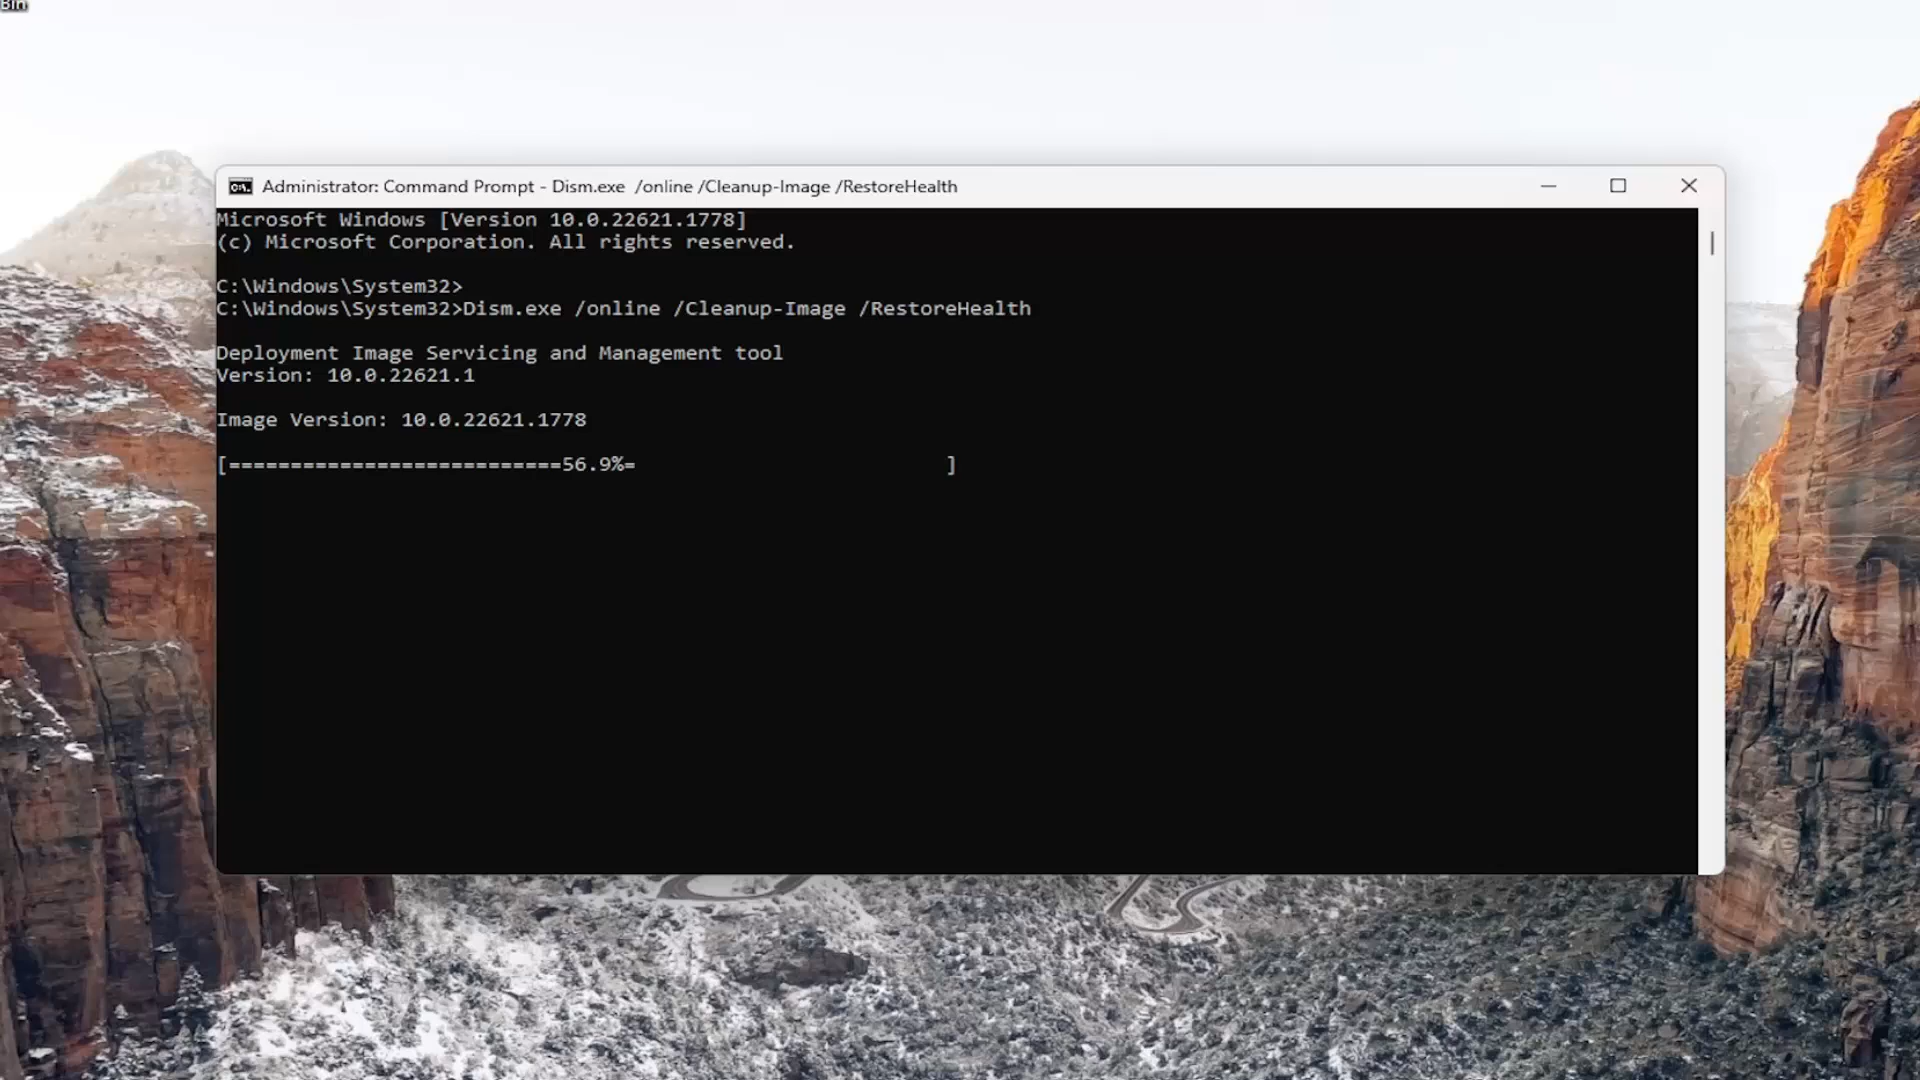 Bin
Administrator: Command Prompt - Dism.exe /online /Cleanup-Image /RestoreHealth
Microsoft Windows [Version 10.0.22621.1778]
(c) Microsoft Corporation. All rights reserved.
C:\Windows\System32>
C:\Windows\System32>Dism.exe /online /Cleanup-Image /RestoreHealth
Deployment Image Servicing and Management tool
Version: 10.0.22621.1
Image Version: 10.0.22621.1778
[===========================56.9%= ]